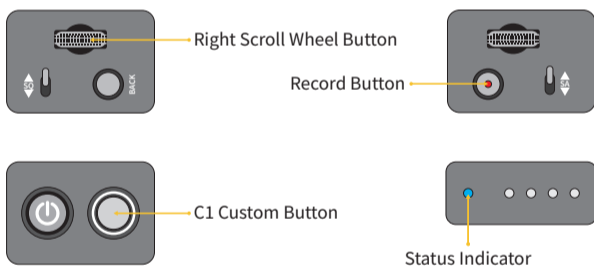 Right Scroll Wheel Button
Record Button
BACK
C1 Custom Button
Status Indicator